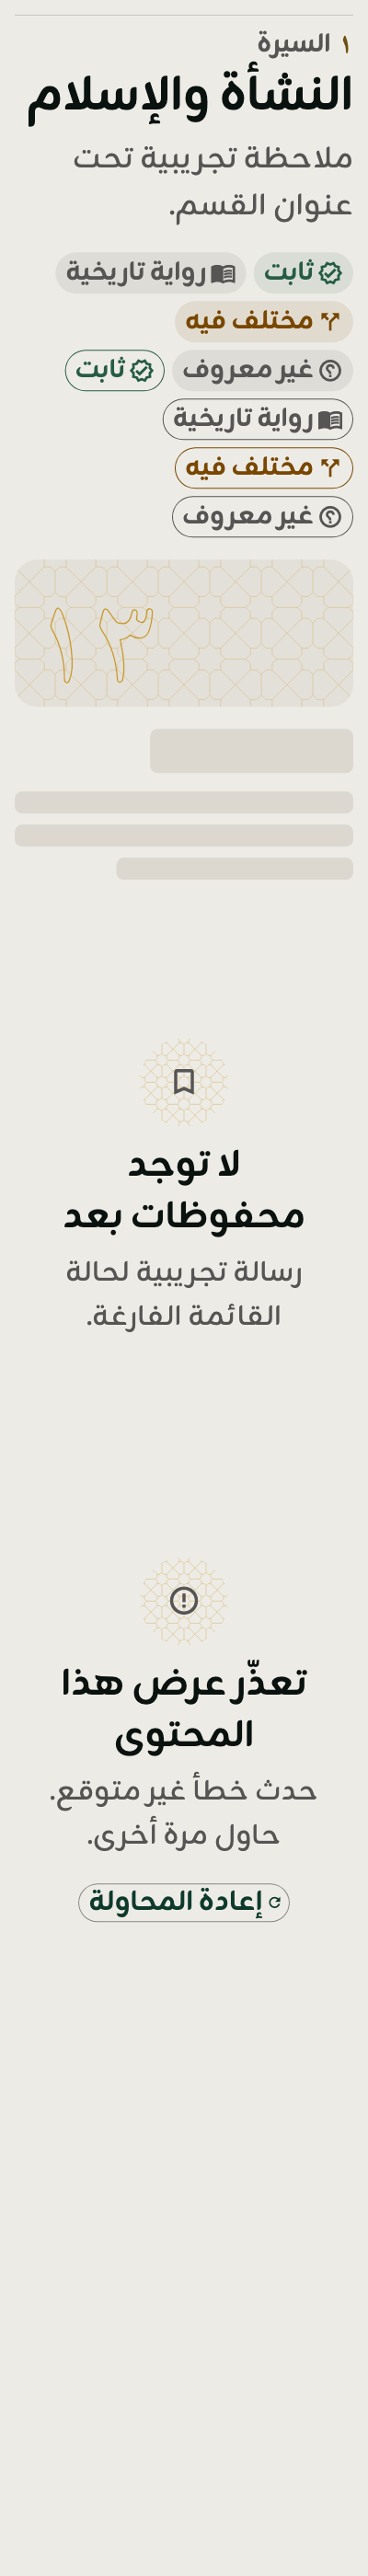 ١ السيرة
النشأة والإسلام
ملاحظة تجريبية تحت
عنوان القسم.
ثابت رواية تاريخية
مختلف فيه
غير معروف ثابت
رواية تاريخية
مختلف فيه
غير معروف
١٣
لا توجد
محفوظات بعد
رسالة تجريبية لحالة
القائمة الفارغة.
تعذّر عرض هذا
المحتوى
حدث خطأ غير متوقع.
حاول مرة أخرى.
إعادة المحاولة